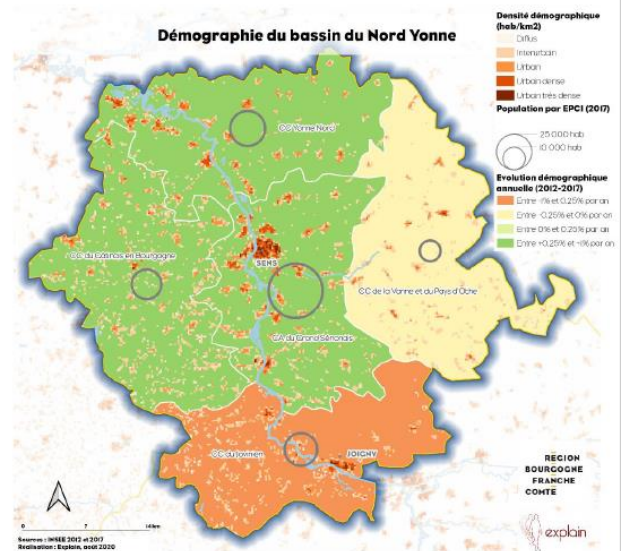 Démographie du bassin du Nord Yonne
Densité démographique
(hab/km2)
Diffus
Urbain
Urbain dense
Urbain très dense
Population par EPCI (2017)
25 000 hab
10 000 hab
Evolution démographique
annuelle (2012-2017)
Entre -1% et 0,25% par an
Entre -0,25% et 0% par an
Entre 0% et 0,25% par an
Entre +0,25% et +1% par an
CC Yonne Nord
CC du Gâtinais en Bourgogne
SENS
CC de la Vanne et du Pays d'Othe
CA du Grand Sénonais
CC du Jovinien
JOIGNY
REGION
BOURGOGNE
FRANCHE
COMTE
explain
0 7 14 km
Sources : INSEE 2012 et 2017
Réalisation : Explain, août 2020